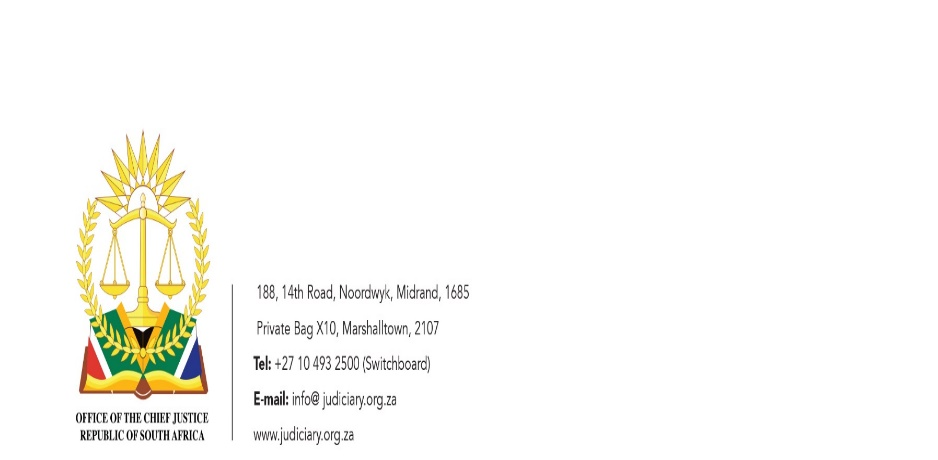 188, 14th Road, Noordwyk, Midrand, 1685
Private Bag X10, Marshalltown, 2107
Tel: +27 10 493 2500 (Switchboard)
E-mail: info@ judiciary.org.za
www.judiciary.org.za
OFFICE OF THE CHIEF JUSTICE
REPUBLIC OF SOUTH AFRICA